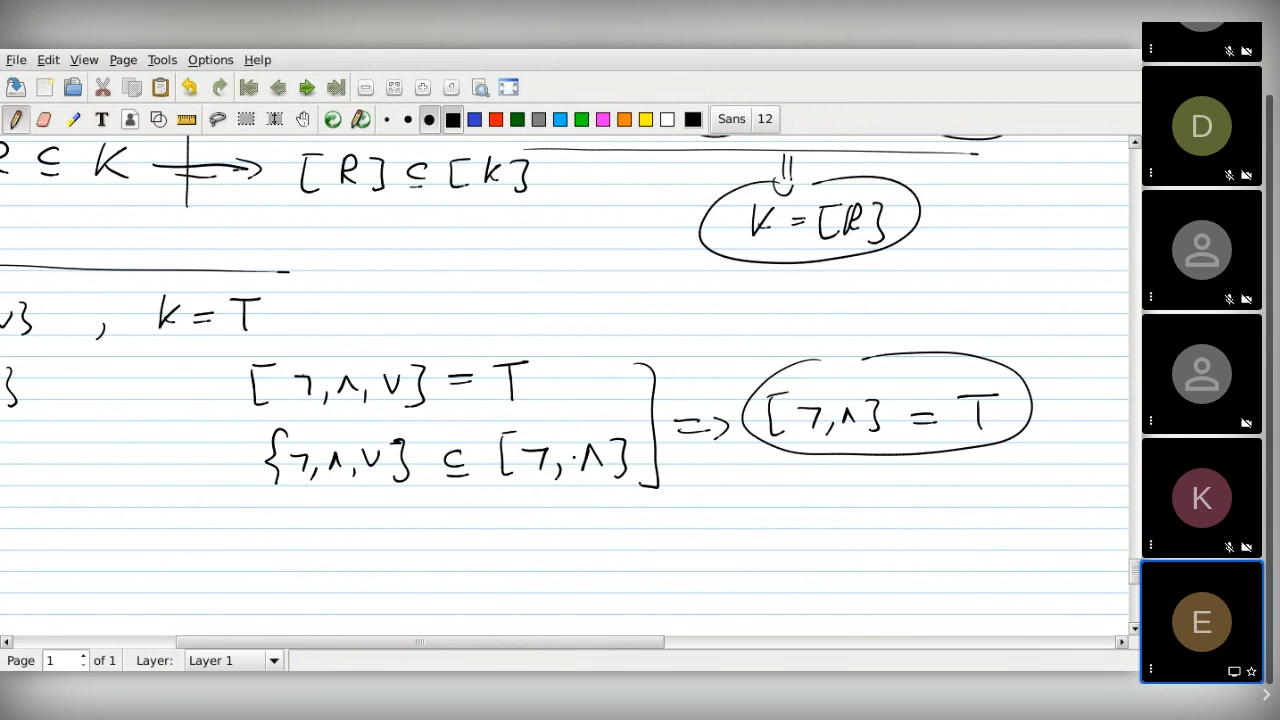 File Edit View Page Tools Options Help
Sans 12
R ⊆ K ⟹ [R] ⊆ [K]
K = [R]
∨} , K = T
}
[¬,∧,∨] = T
{¬,∧,∨} ⊆ [¬,∧]
⇒ [¬,∧] = T
Page 1 of 1 Layer: Layer 1
D
K
E